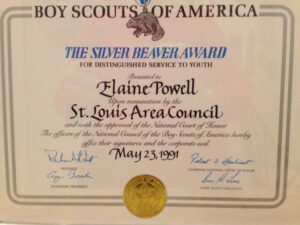 BOY SCOUTS OF AMERICA
THE SILVER BEAVER AWARD
FOR DISTINGUISHED SERVICE TO YOUTH
Presented to
Elaine Powell
Upon nomination by the
St. Louis Area Council
and with the approval of the National Court of Honor
The officers of the National Council of the Boy Scouts of America hereby
affix their signatures and the corporate seal
May 23, 1991
PRESIDENT